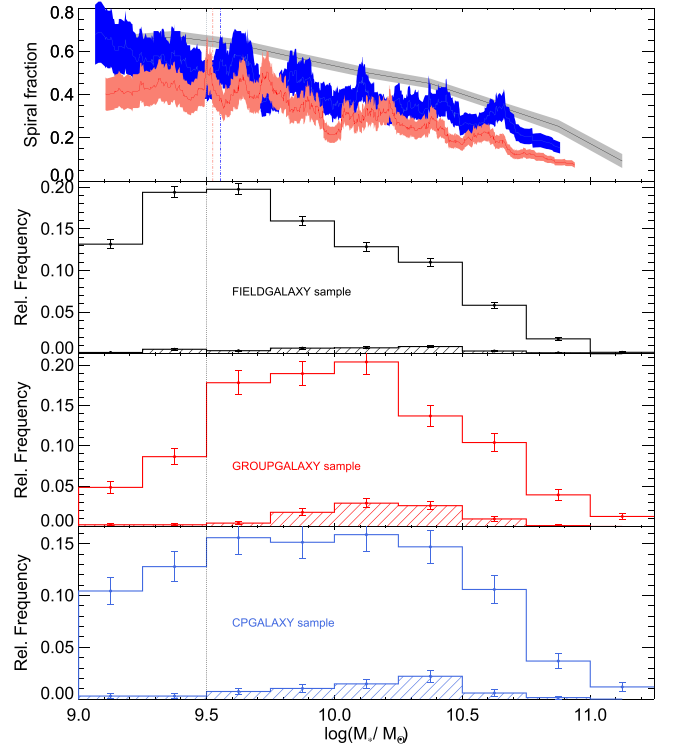 0.8
0.6
0.4
0.2
0.0
Spiral fraction
0.20
0.15
0.10
0.05
0.00
Rel. Frequency
FIELDGALAXY sample
0.20
0.15
0.10
0.05
0.00
Rel. Frequency
GROUPGALAXY sample
0.15
0.10
0.05
0.00
Rel. Frequency
CPGALAXY sample
9.0 9.5 10.0 10.5 11.0
log(M*/ M⊙)